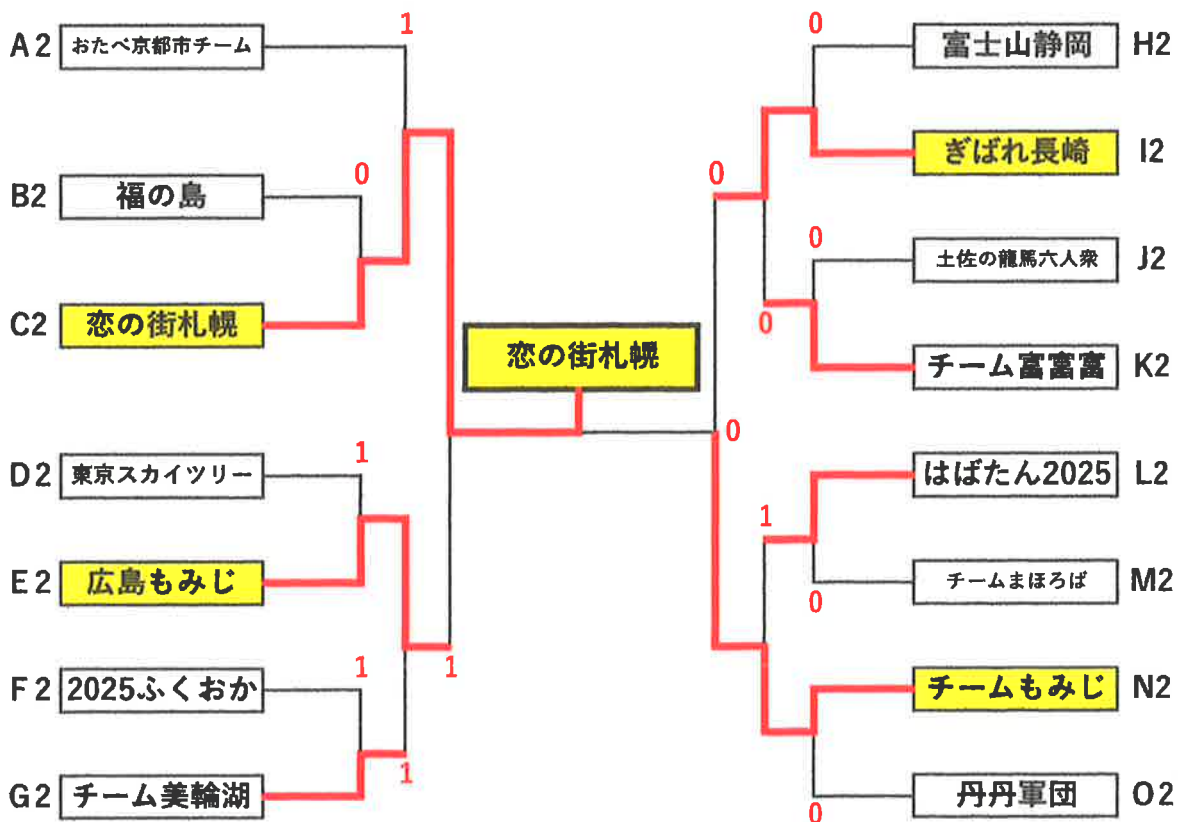 1
0
A2 おたべ京都市チーム
富士山静岡 H2
B2 福の島
0
0
ぎばれ長崎 I2
0
土佐の龍馬六人衆 J2
C2 恋の街札幌
恋の街札幌
0
チーム富富富 K2
D2 東京スカイツリー
1
0
はばたん2025 L2
1
E2 広島もみじ
チームまほろば M2
0
F2 2025ふくおか
1
1
チームもみじ N2
G2 チーム美輪湖
1
丹丹軍団 O2
0